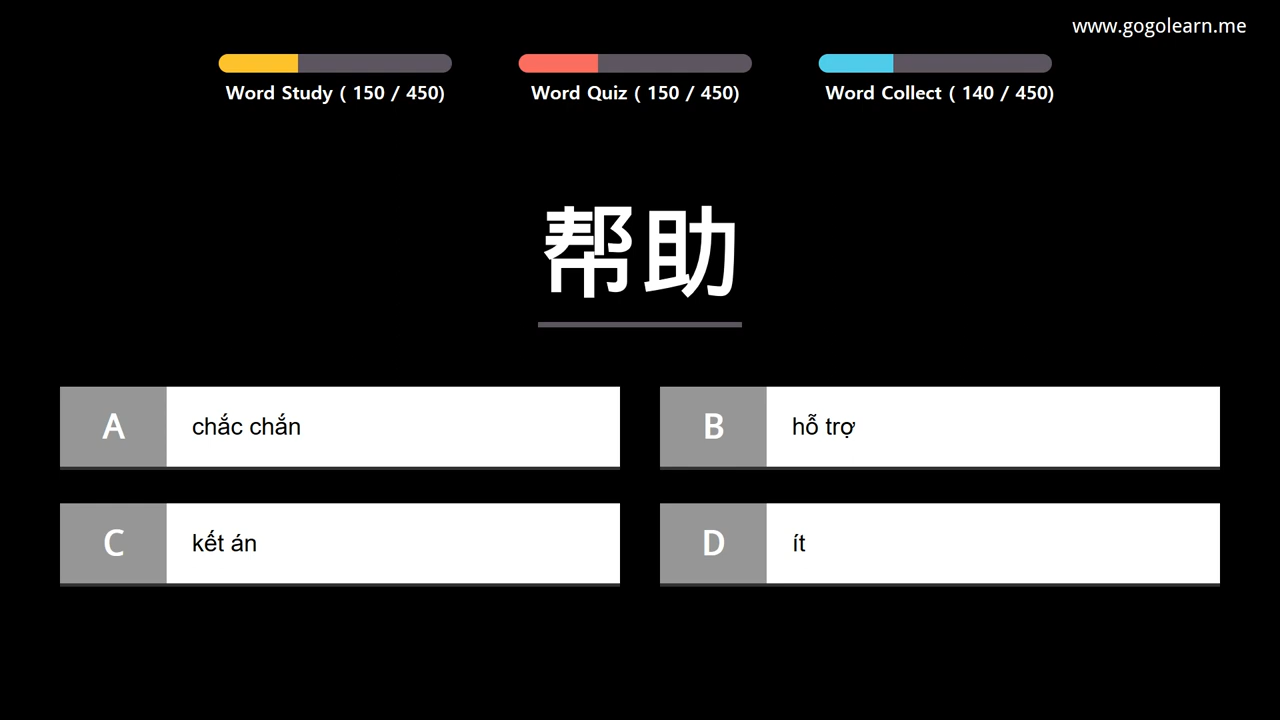 www.gogolearn.me
Word Study ( 150 / 450)
Word Quiz ( 150 / 450)
Word Collect ( 140 / 450)
帮助
A chắc chắn
B hỗ trợ
C kết án
D ít